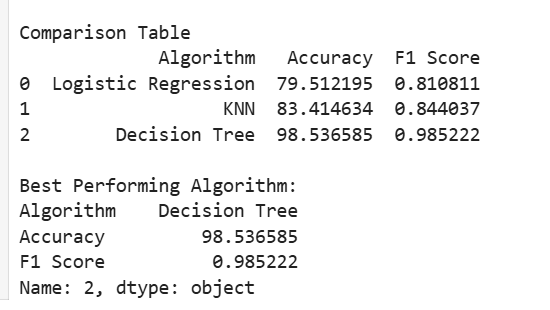 Comparison Table
Algorithm Accuracy F1 Score
0 Logistic Regression 79.512195 0.810811
1 KNN 83.414634 0.844037
2 Decision Tree 98.536585 0.985222
Best Performing Algorithm:
Algorithm Decision Tree
Accuracy 98.536585
F1 Score 0.985222
Name: 2, dtype: object